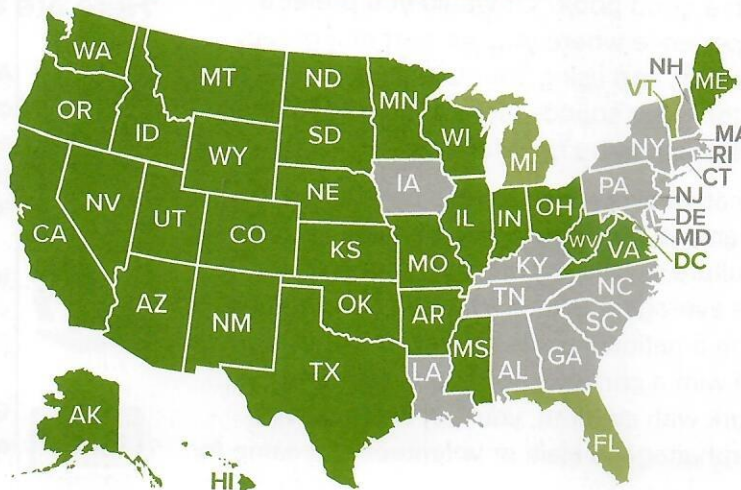 WA
MT
ND
MN
NH
VT
ME
OR
ID
SD
WI
MI
NY
MA
RI
CT
WY
IA
PA
NJ
DE
MD
DC
NV
UT
NE
IL
IN
OH
WV
VA
CA
CO
KS
MO
KY
NC
TN
SC
AZ
NM
OK
AR
MS
AL
GA
LA
TX
AK
FL
HI